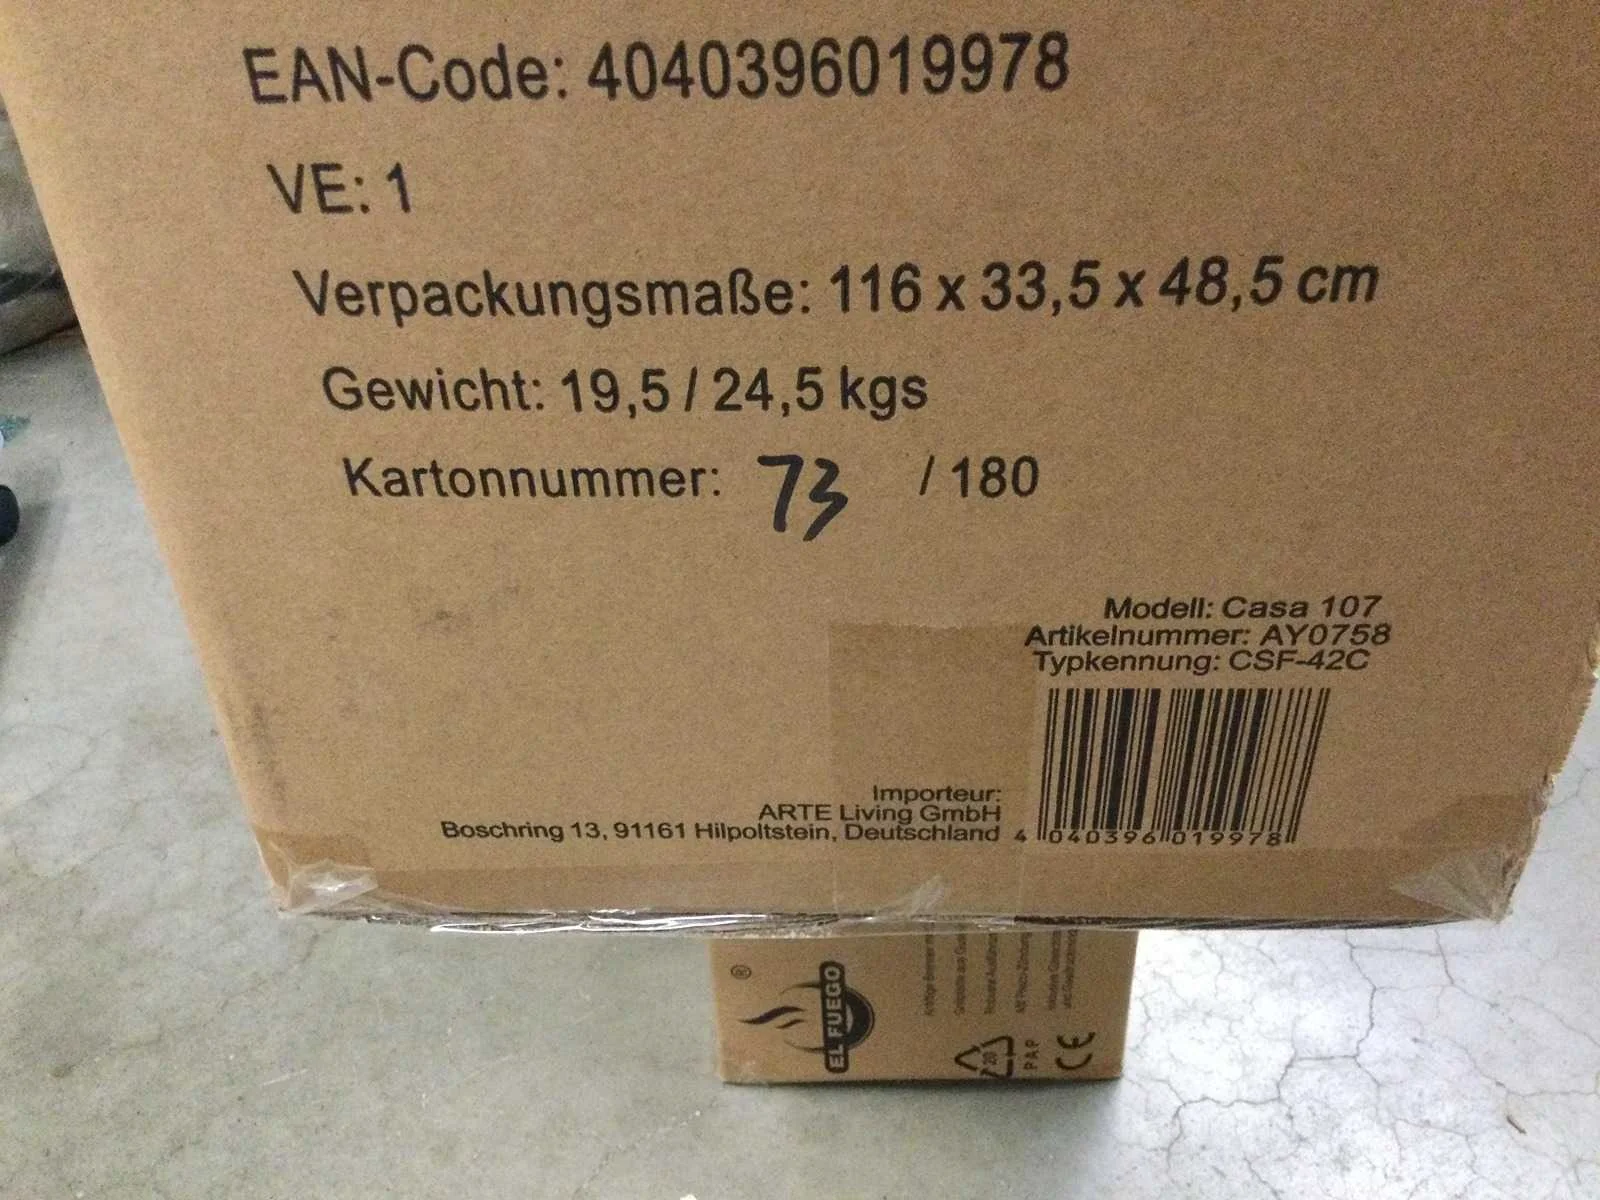 EAN-Code: 4040396019978
VE: 1
Verpackungsmaße: 116 x 33,5 x 48,5 cm
Gewicht: 19,5 / 24,5 kgs
Kartonnummer: 73 / 180
Modell: Casa 107
Artikelnummer: AY0758
Typkennung: CSF-42C
Importeur:
ARTE Living GmbH
Boschring 13, 91161 Hilpoltstein, Deutschland
4 040396 019978
®
EL FUEGO
20
PAP
CE